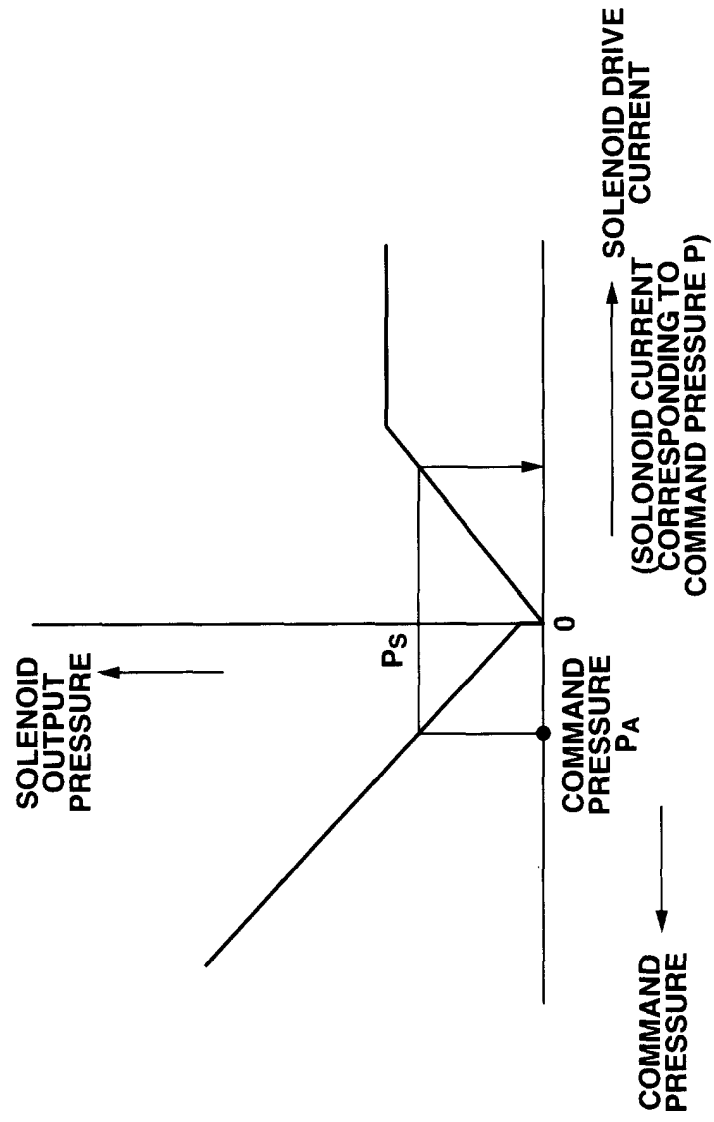 SOLENOID
OUTPUT
PRESSURE
PS
0
COMMAND
PRESSURE
PA
COMMAND
PRESSURE
SOLENOID DRIVE
CURRENT
(SOLONOID CURRENT
CORRESPONDING TO
COMMAND PRESSURE P)